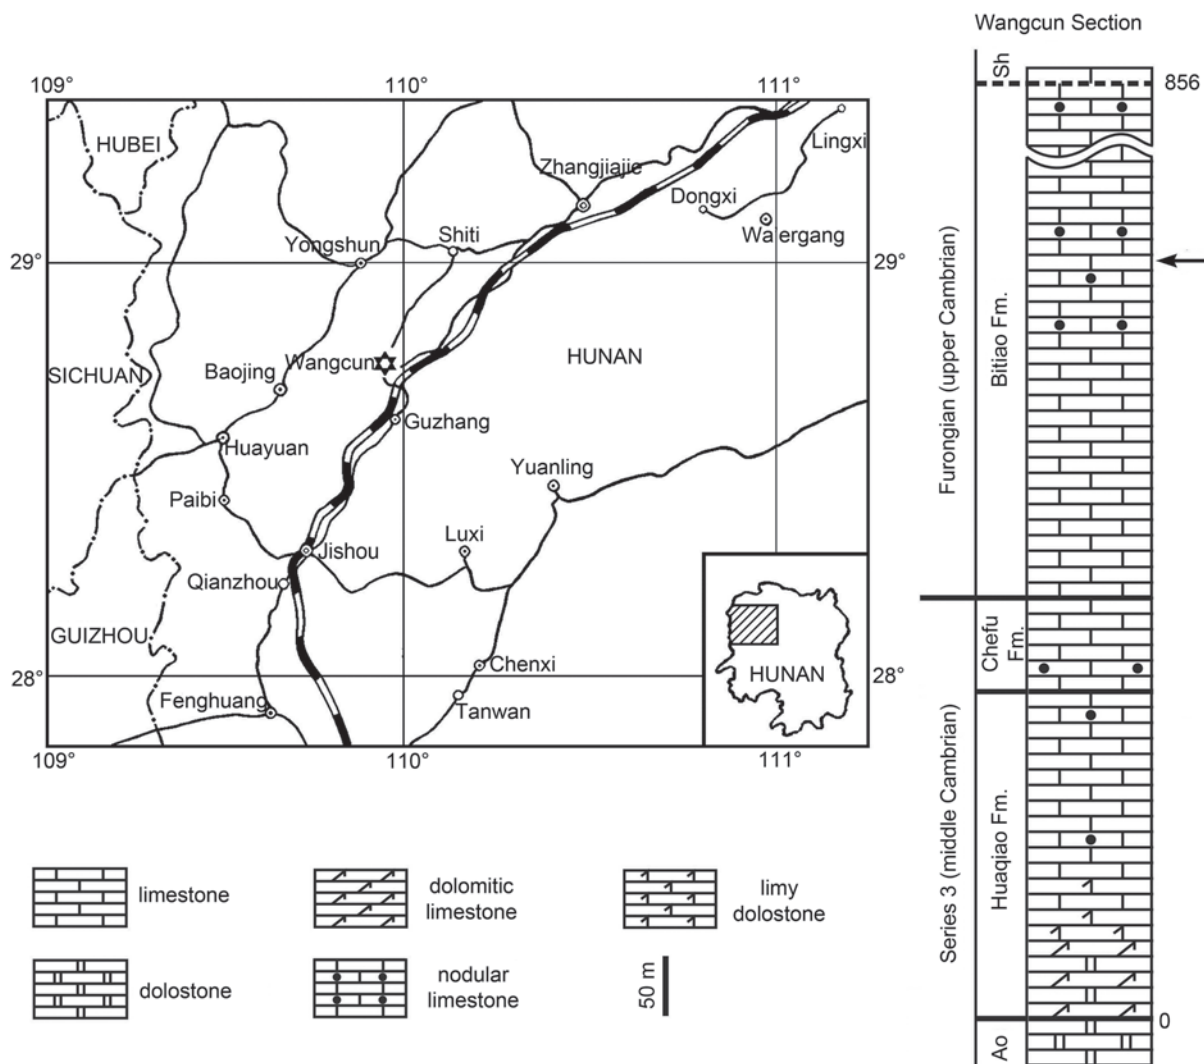 Wangcun Section
109°
110°
111°
Sh
856
HUBEI
Lingxi
Zhangjiajie
Dongxi
Yongshun
Shiti
Wa ergang
29°
29°
Wangcun
HUNAN
Baojing
SICHUAN
Guzhang
Huayuan
Yuanling
Paibi
Luxi
Jishou
Qianzhou
GUIZHOU
Chenxi
HUNAN
28°
28°
Fenghuang
Tanwan
109°
110°
111°
Furongian (upper Cambrian)
Bitiao Fm.
Chefu
Fm.
Series 3 (middle Cambrian)
Huaqiao Fm.
0
Ao
limestone
dolomitic
limestone
limy
dolostone
dolostone
nodular
limestone
50 m